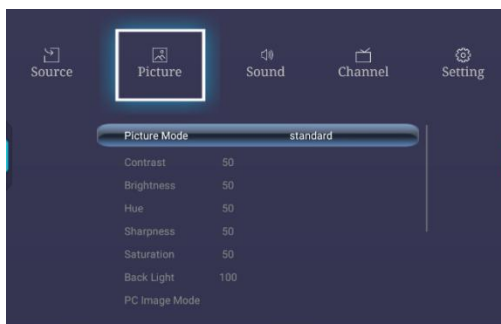 Source Picture Sound Channel Setting
Picture Mode standard
Contrast 50
Brightness 50
Hue 50
Sharpness 50
Saturation 50
Back Light 100
PC Image Mode